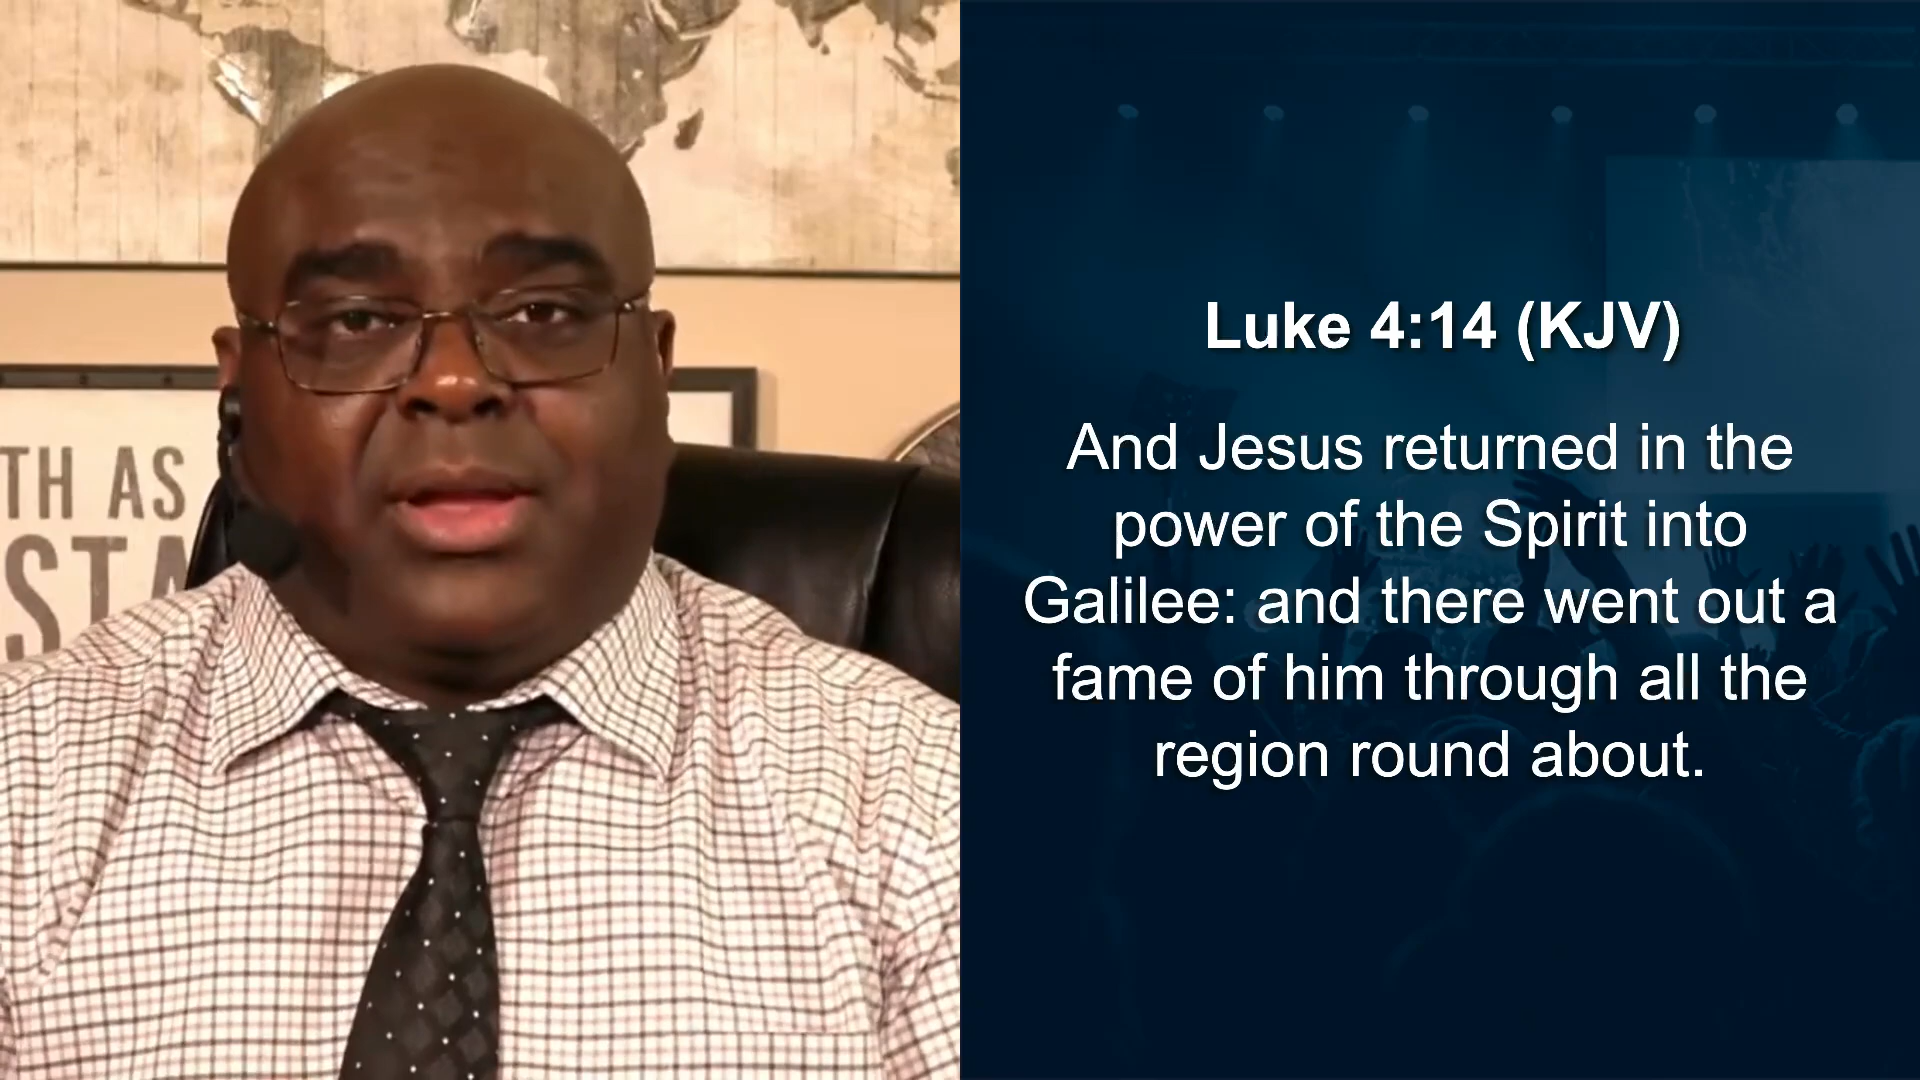 TH AS
STA
Luke 4:14 (KJV)
And Jesus returned in the
power of the Spirit into
Galilee: and there went out a
fame of him through all the
region round about.